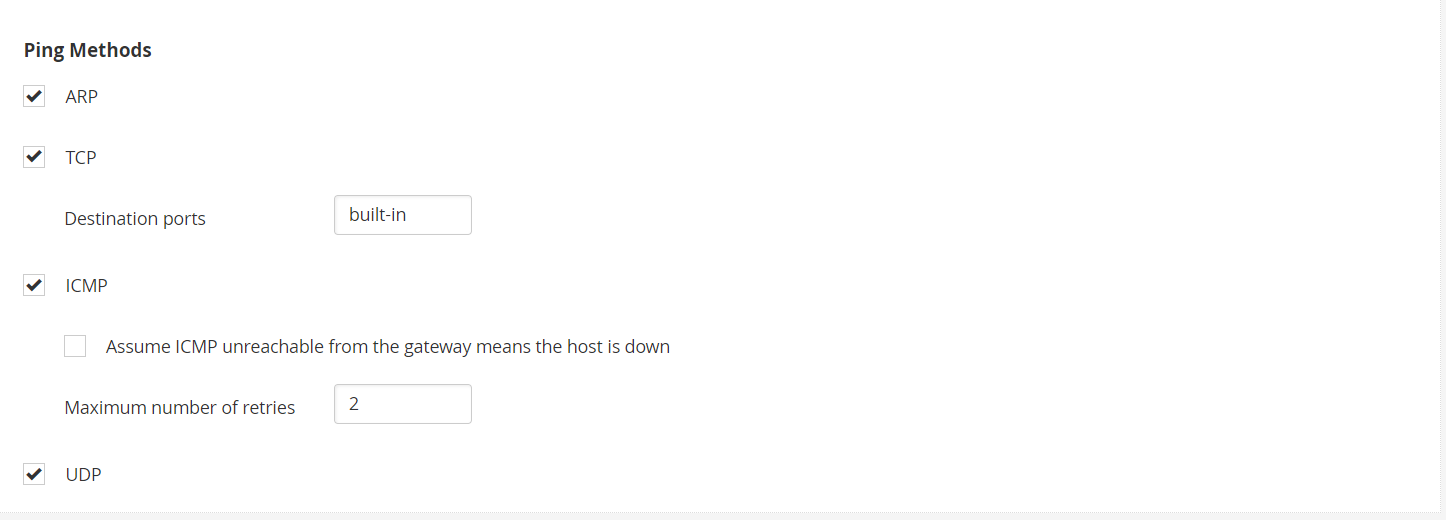 Ping Methods
ARP
TCP
Destination ports built-in
ICMP
Assume ICMP unreachable from the gateway means the host is down
Maximum number of retries 2
UDP